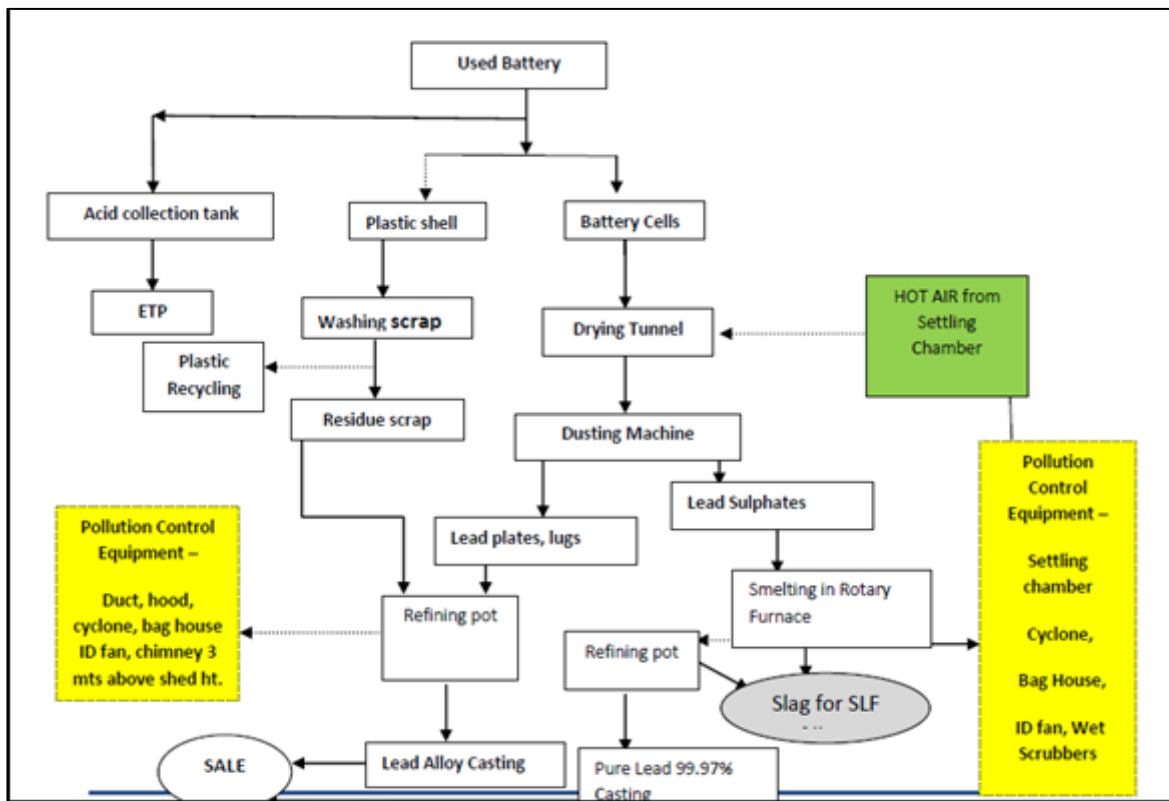 Used Battery
Acid collection tank
Plastic shell
Battery Cells
ETP
Washing scrap
Drying Tunnel
HOT AIR from
Settling
Chamber
Plastic
Recycling
Residue scrap
Dusting Machine
Pollution
Control
Equipment –
Settling
chamber
Cyclone,
Bag House,
ID fan, Wet
Scrubbers
Lead plates, lugs
Lead Sulphates
Pollution Control
Equipment –
Duct, hood,
cyclone, bag house
ID fan, chimney 3
mts above shed ht.
Refining pot
Smelting in Rotary
Furnace
Refining pot
Slag for SLF
SALE
Lead Alloy Casting
Pure Lead 99.97%
Casting